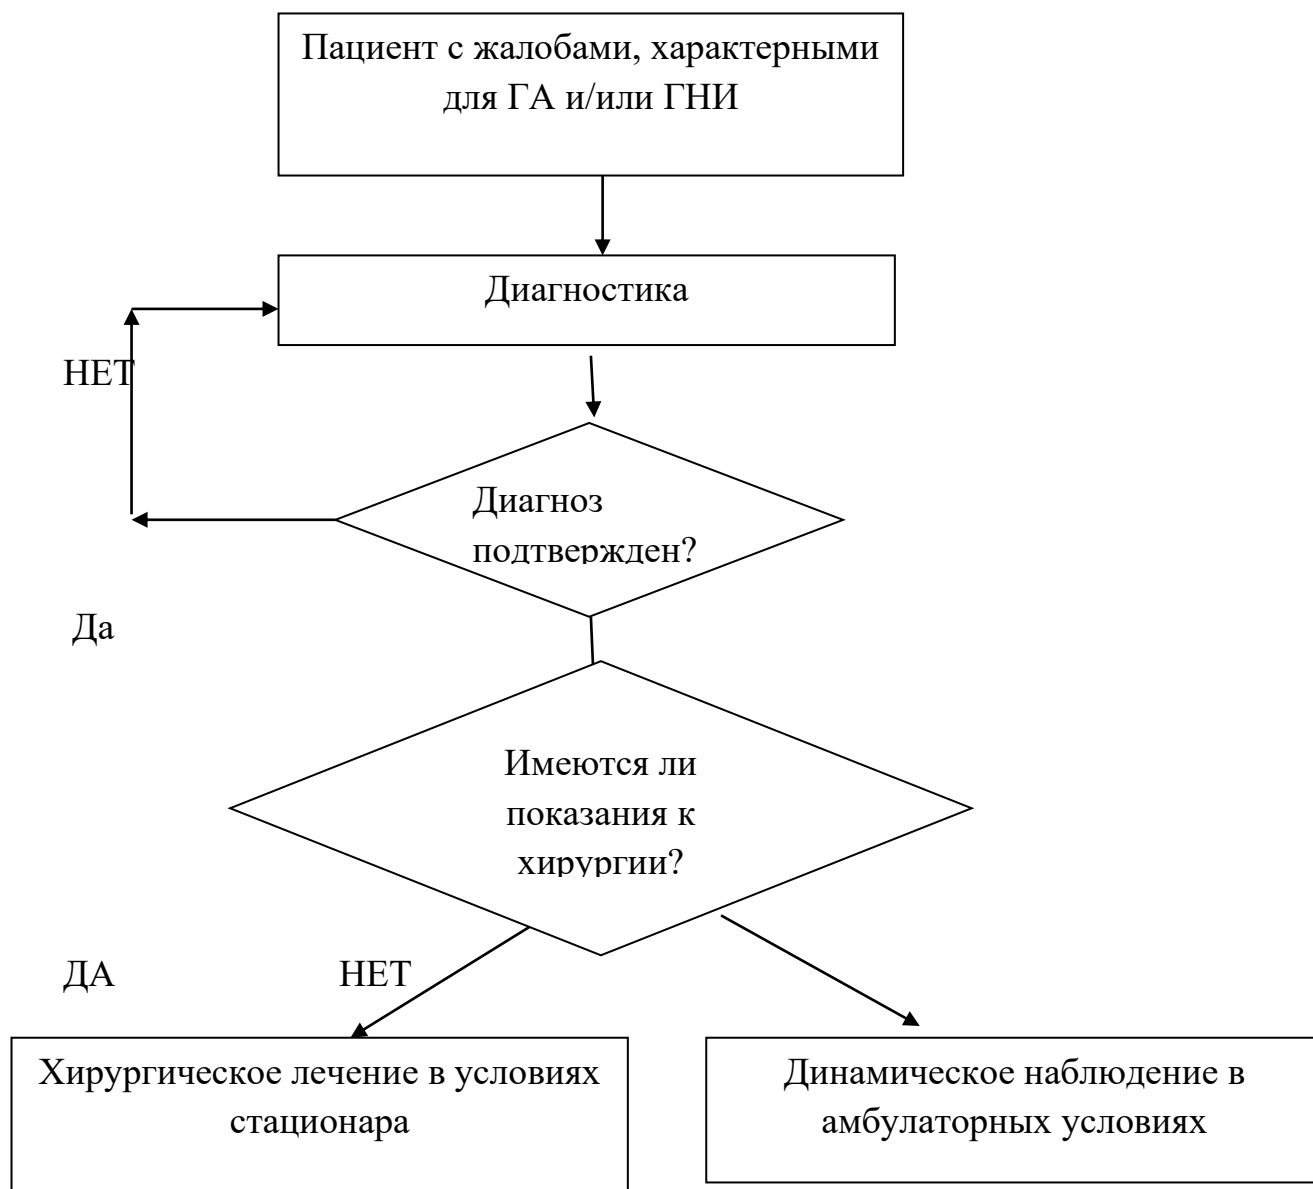 Пациент с жалобами, характерными
для ГА и/или ГНИ
Диагностика
НЕТ
Диагноз
подтвержден?
Да
Имеются ли
показания к
хирургии?
ДА НЕТ
Хирургическое лечение в условиях
стационара
Динамическое наблюдение в
амбулаторных условиях